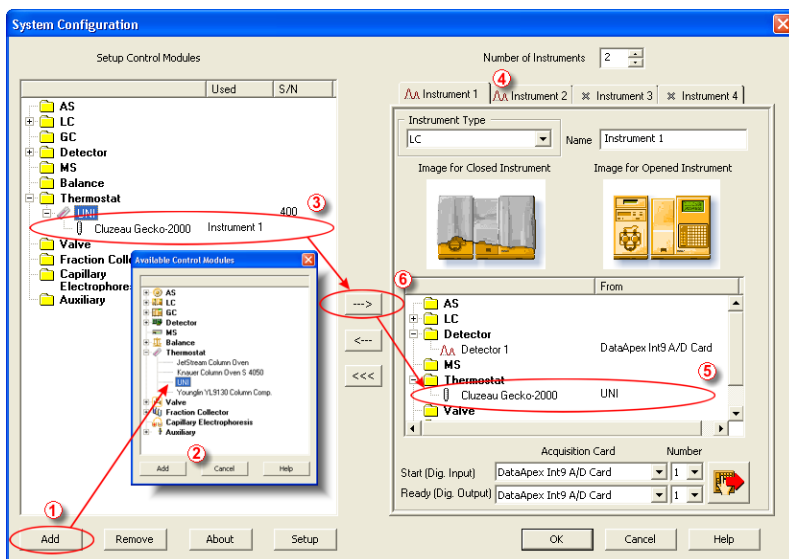 System Configuration
Setup Control Modules
Number of Instruments 2
Used S/N
AS
LC
GC
Detector
MS
Balance
Thermostat
UNI 400
Cluzeau Gecko-2000 Instrument 1
Valve
Fraction Colle
Capillary
Electrophore
Auxiliary
③
Available Control Modules
AS
LC
GC
Detector
MS
Balance
Thermostat
JetStream Column Oven
Knauer Column Oven S 4050
UNI
Younglin YL9130 Column Comp.
Valve
Fraction Collector
Capillary Electrophoresis
Auxiliary
②
Add Cancel Help
①
Add Remove About Setup
⑥
--->
<---
<<<
④
Instrument 1 Instrument 2 Instrument 3 Instrument 4
Instrument Type
LC Name Instrument 1
Image for Closed Instrument Image for Opened Instrument
From
AS
LC
Detector
Detector 1 DataApex Int9 A/D Card
MS
Thermostat
⑤
Cluzeau Gecko-2000 UNI
Valve
Acquisition Card Number
Start (Dig. Input) DataApex Int9 A/D Card 1
Ready (Dig. Output) DataApex Int9 A/D Card 1
OK Cancel Help